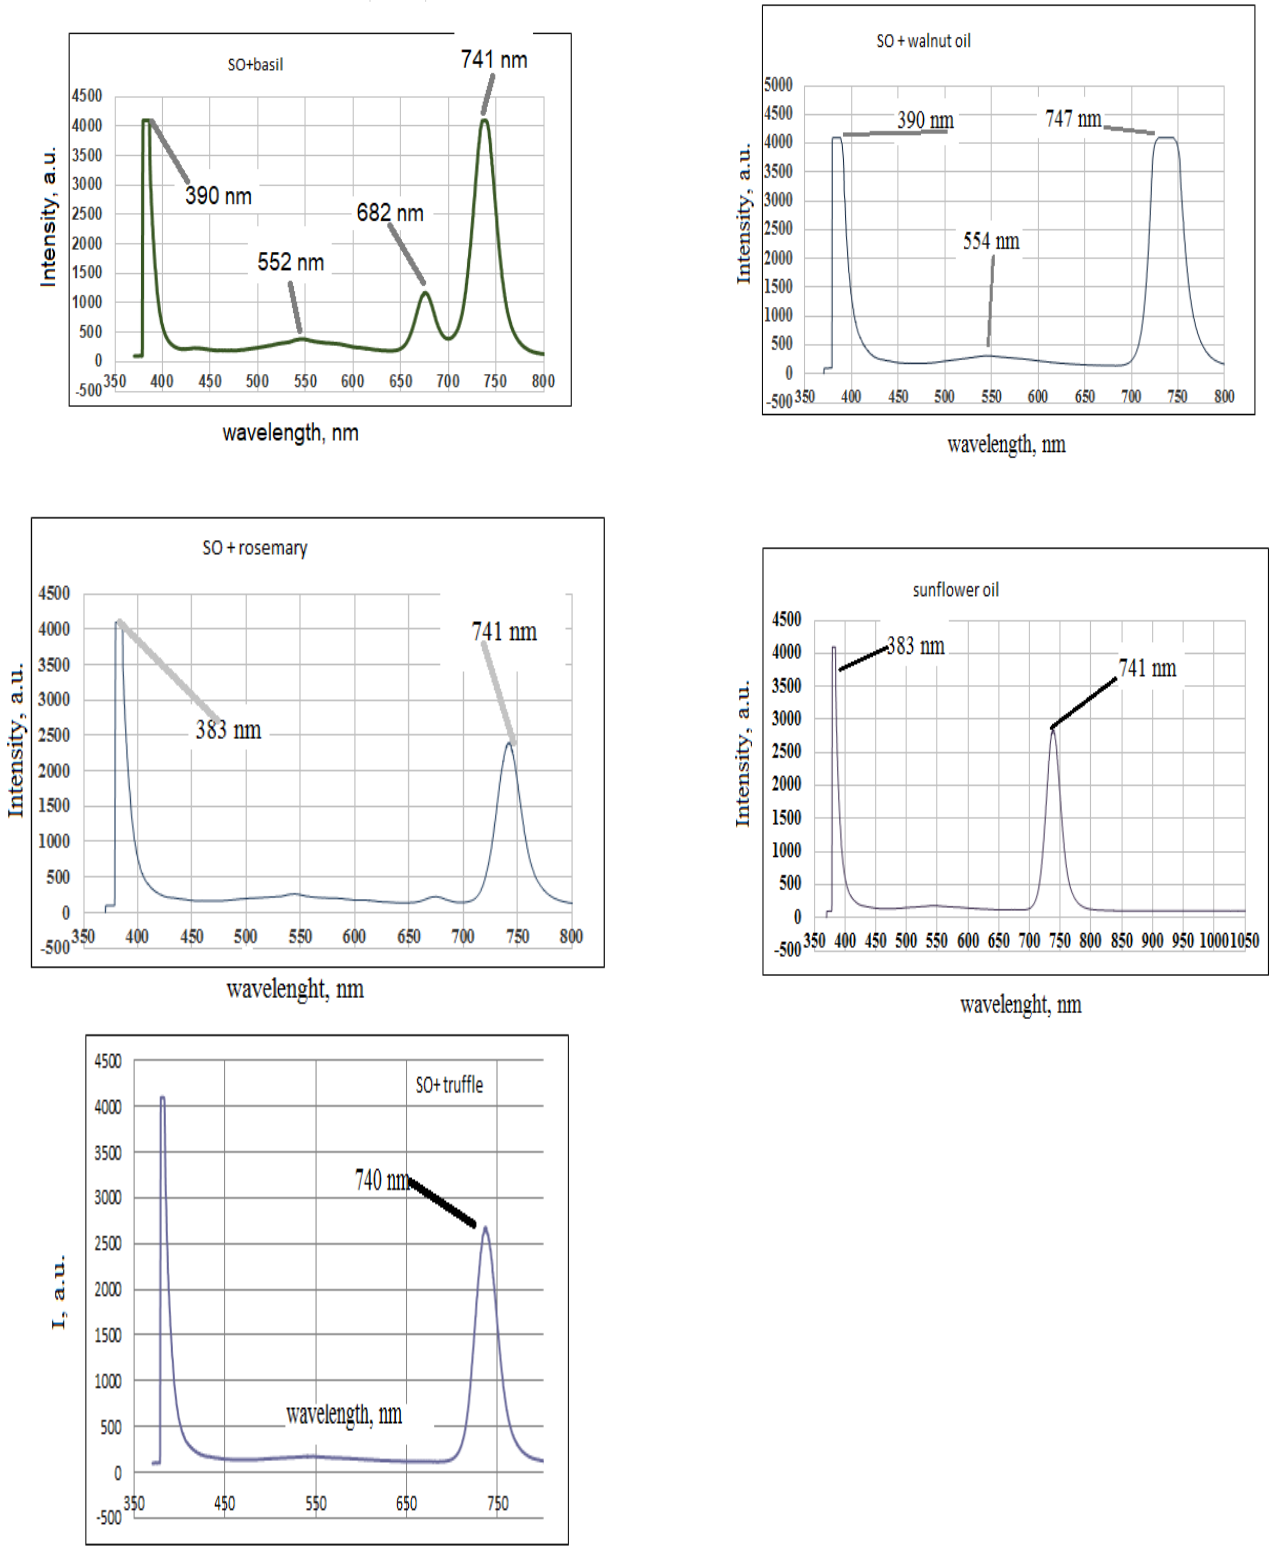 SO+basil
741 nm
390 nm
682 nm
552 nm
4500
4000
3500
3000
2500
2000
1500
1000
500
0
-500
350 400 450 500 550 600 650 700 750 800
Intensity, a.u.
wavelength, nm
SO + walnut oil
390 nm
747 nm
554 nm
5000
4500
4000
3500
3000
2500
2000
1500
1000
500
0
-500
350 400 450 500 550 600 650 700 750 800
Intensity, a.u.
wavelength, nm
SO + rosemary
741 nm
383 nm
4500
4000
3500
3000
2500
2000
1500
1000
500
0
-500
350 400 450 500 550 600 650 700 750 800
Intensity, a.u.
wavelenght, nm
sunflower oil
383 nm
741 nm
4500
4000
3500
3000
2500
2000
1500
1000
500
0
-500
350 400 450 500 550 600 650 700 750 800 850 900 950 1000 1050
Intensity, a.u.
wavelenght, nm
SO+ truffle
740 nm
4500
4000
3500
3000
2500
2000
1500
1000
500
0
-500
350 450 550 650 750
I, a.u.
wavelength, nm